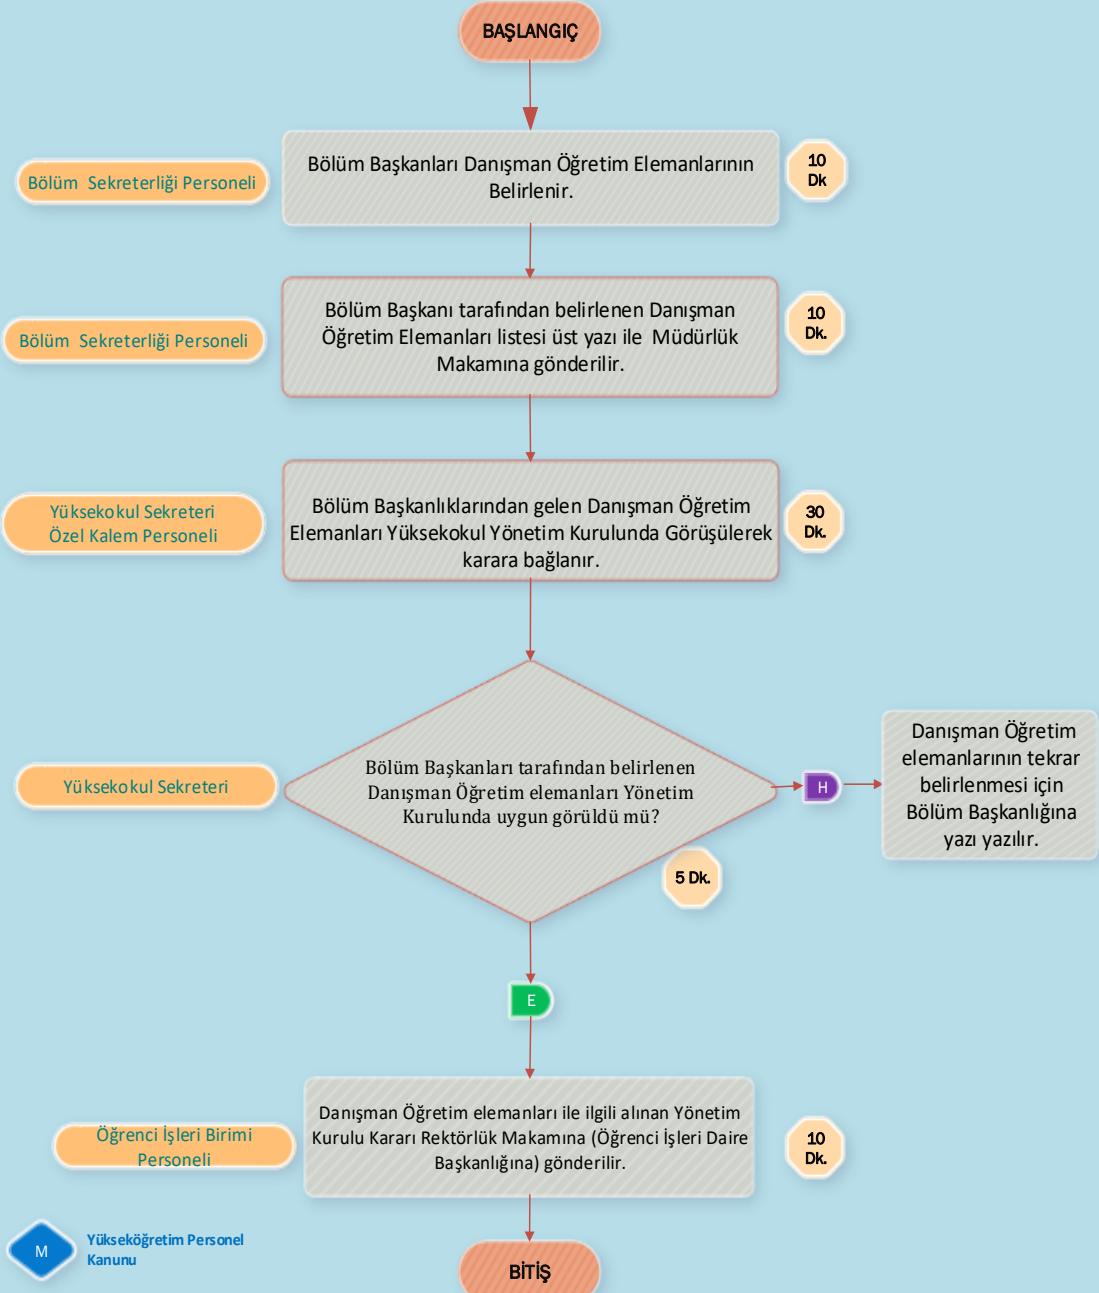 BAŞLANGIÇ
Bölüm Sekreterliği Personeli
Bölüm Başkanları Danışman Öğretim Elemanlarının
Belirlenir.
10
Dk
Bölüm Sekreterliği Personeli
Bölüm Başkanı tarafından belirlenen Danışman
Öğretim Elemanları listesi üst yazı ile Müdürlük
Makamına gönderilir.
10
Dk.
Yüksekokul Sekreteri
Özel Kalem Personeli
Bölüm Başkanlıklarından gelen Danışman Öğretim
Elemanları Yüksekokul Yönetim Kurulunda Görüşülerek
karara bağlanır.
30
Dk.
Yüksekokul Sekreteri
Bölüm Başkanları tarafından belirlenen
Danışman Öğretim elemanları Yönetim
Kurulunda uygun görüldü mü?
5 Dk.
H
Danışman Öğretim
elemanlarının tekrar
belirlenmesi için
Bölüm Başkanlığına
yazı yazılır.
E
Öğrenci İşleri Birimi
Personeli
Danışman Öğretim elemanları ile ilgili alınan Yönetim
Kurulu Kararı Rektörlük Makamına (Öğrenci İşleri Daire
Başkanlığına) gönderilir.
10
Dk.
M
Yükseköğretim Personel
Kanunu
BİTİŞ